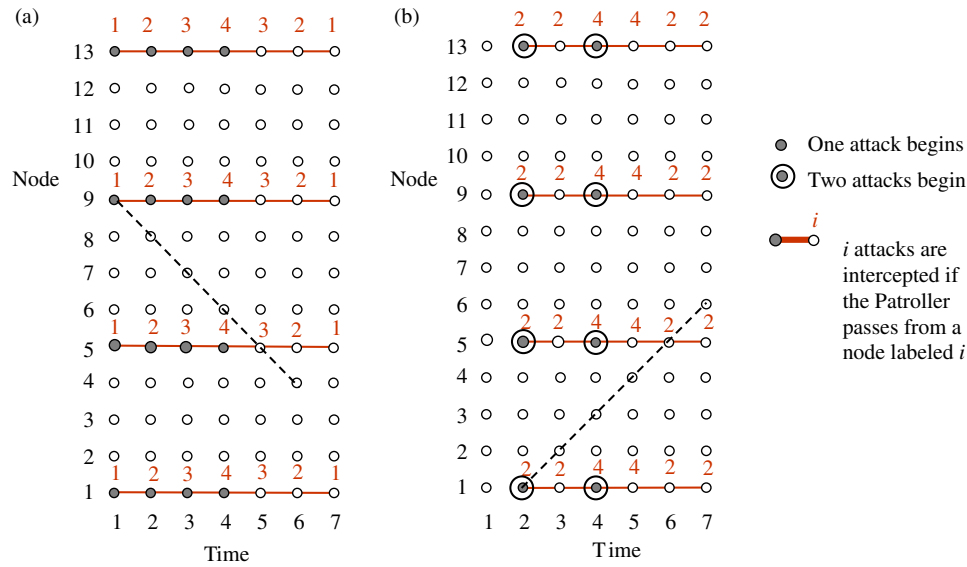 (a)
1 2 3 4 3 2 1
13
12
11
10
Node
1 2 3 4 3 2 1
9
8
7
6
1 2 3 4 3 2 1
5
4
3
2
1 2 3 4 3 2 1
1
1 2 3 4 5 6 7
Time
(b)
2 2 4 4 2 2
13
12
11
10
Node
2 2 4 4 2 2
9
8
7
6
2 2 4 4 2 2
5
4
3
2
2 2 4 4 2 2
1
1 2 3 4 5 6 7
Time
One attack begins
Two attacks begin
i
i attacks are
intercepted if
the Patroller
passes from a
node labeled i